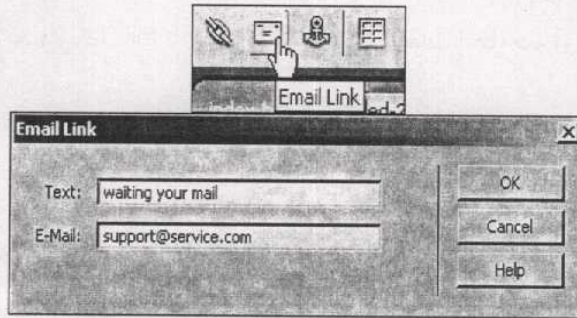 Email Link
Email Link
Text: waiting your mail
OK
E-Mail: support@service.com
Cancel
Help